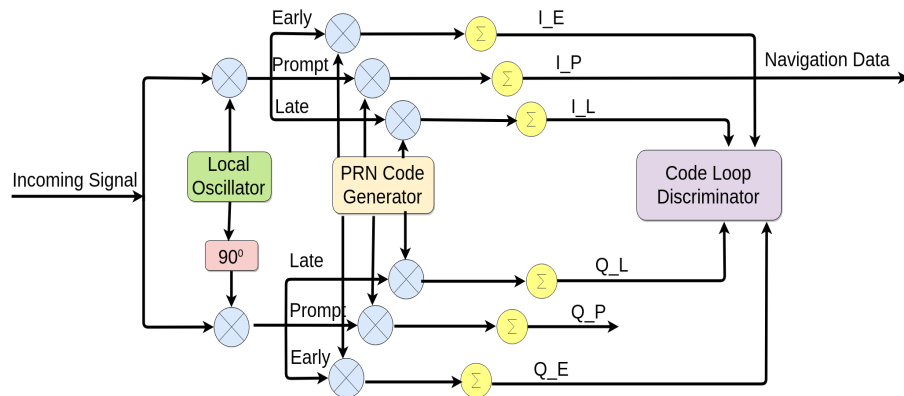 Early
I_E
Prompt
I_P
Navigation Data
Late
I_L
Local
Oscillator
PRN Code
Generator
Code Loop
Discriminator
Incoming Signal
90⁰
Late
Q_L
Prompt
Q_P
Early
Q_E
Σ
Σ
Σ
Σ
Σ
Σ